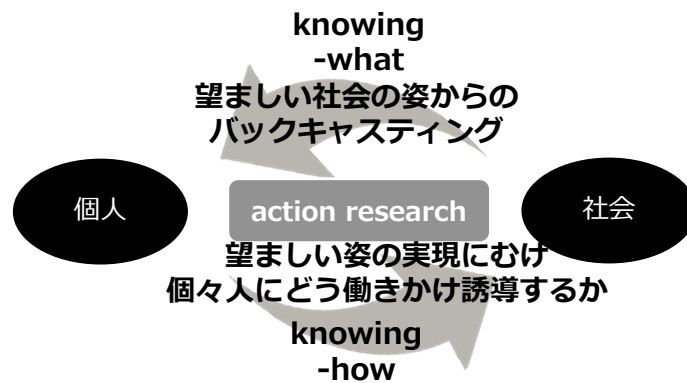 knowing
-what
望ましい社会の姿からの
バックキャスティング
個人
action research
社会
望ましい姿の実現にむけ
個々人にどう働きかけ誘導するか
knowing
-how